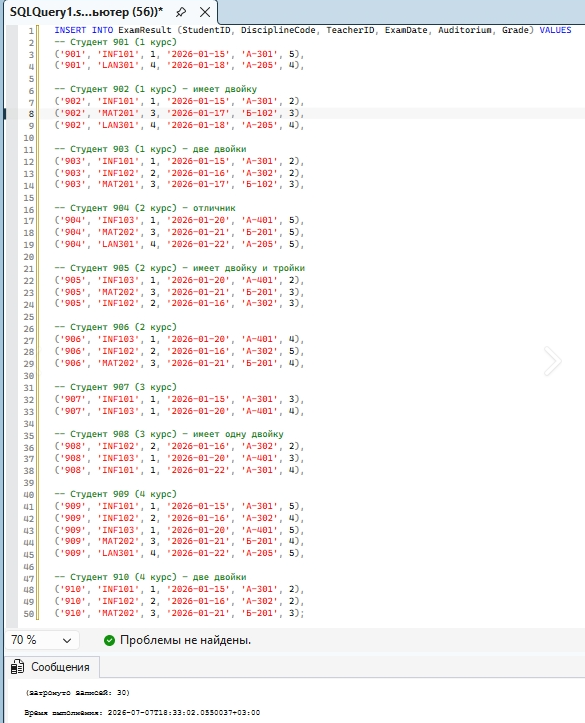 SQLQuery1.s...ьютер (56))*
1 INSERT INTO ExamResult (StudentID, DisciplineCode, TeacherID, ExamDate, Auditorium, Grade) VALUES
2 -- Студент 901 (1 курс)
3 ('901', 'INF101', 1, '2026-01-15', 'А-301', 5),
4 ('901', 'LAN301', 4, '2026-01-18', 'А-205', 4),
5
6 -- Студент 902 (1 курс) - имеет двойку
7 ('902', 'INF101', 1, '2026-01-15', 'А-301', 2),
8 ('902', 'MAT201', 3, '2026-01-17', 'Б-102', 3),
9 ('902', 'LAN301', 4, '2026-01-18', 'А-205', 4),
10
11 -- Студент 903 (1 курс) - две двойки
12 ('903', 'INF101', 1, '2026-01-15', 'А-301', 2),
13 ('903', 'INF102', 2, '2026-01-16', 'А-302', 2),
14 ('903', 'MAT201', 3, '2026-01-17', 'Б-102', 3),
15
16 -- Студент 904 (2 курс) - отличник
17 ('904', 'INF103', 1, '2026-01-20', 'А-401', 5),
18 ('904', 'MAT202', 3, '2026-01-21', 'Б-201', 5),
19 ('904', 'LAN301', 4, '2026-01-22', 'А-205', 5),
20
21 -- Студент 905 (2 курс) - имеет двойку и тройки
22 ('905', 'INF103', 1, '2026-01-20', 'А-401', 2),
23 ('905', 'MAT202', 3, '2026-01-21', 'Б-201', 3),
24 ('905', 'INF102', 2, '2026-01-16', 'А-302', 3),
25
26 -- Студент 906 (2 курс)
27 ('906', 'INF103', 1, '2026-01-20', 'А-401', 4),
28 ('906', 'INF102', 2, '2026-01-16', 'А-302', 5),
29 ('906', 'MAT202', 3, '2026-01-21', 'Б-201', 4),
30
31 -- Студент 907 (3 курс)
32 ('907', 'INF101', 1, '2026-01-15', 'А-301', 3),
33 ('907', 'INF103', 1, '2026-01-20', 'А-401', 4),
34
35 -- Студент 908 (3 курс) - имеет одну двойку
36 ('908', 'INF102', 2, '2026-01-16', 'А-302', 2),
37 ('908', 'INF103', 1, '2026-01-20', 'А-401', 3),
38 ('908', 'INF101', 1, '2026-01-22', 'А-301', 4),
39
40 -- Студент 909 (4 курс)
41 ('909', 'INF101', 1, '2026-01-15', 'А-301', 5),
42 ('909', 'INF102', 2, '2026-01-16', 'А-302', 4),
43 ('909', 'INF103', 1, '2026-01-20', 'А-401', 5),
44 ('909', 'MAT202', 3, '2026-01-21', 'Б-201', 4),
45 ('909', 'LAN301', 4, '2026-01-22', 'А-205', 5),
46
47 -- Студент 910 (4 курс) - две двойки
48 ('910', 'INF101', 1, '2026-01-15', 'А-301', 2),
49 ('910', 'INF102', 2, '2026-01-16', 'А-302', 2),
50 ('910', 'MAT202', 3, '2026-01-21', 'Б-201', 3);
70 %
Проблемы не найдены.
Сообщения
(затронуто записей: 30)
Время выполнения: 2026-07-07T18:33:02.0550037+03:00